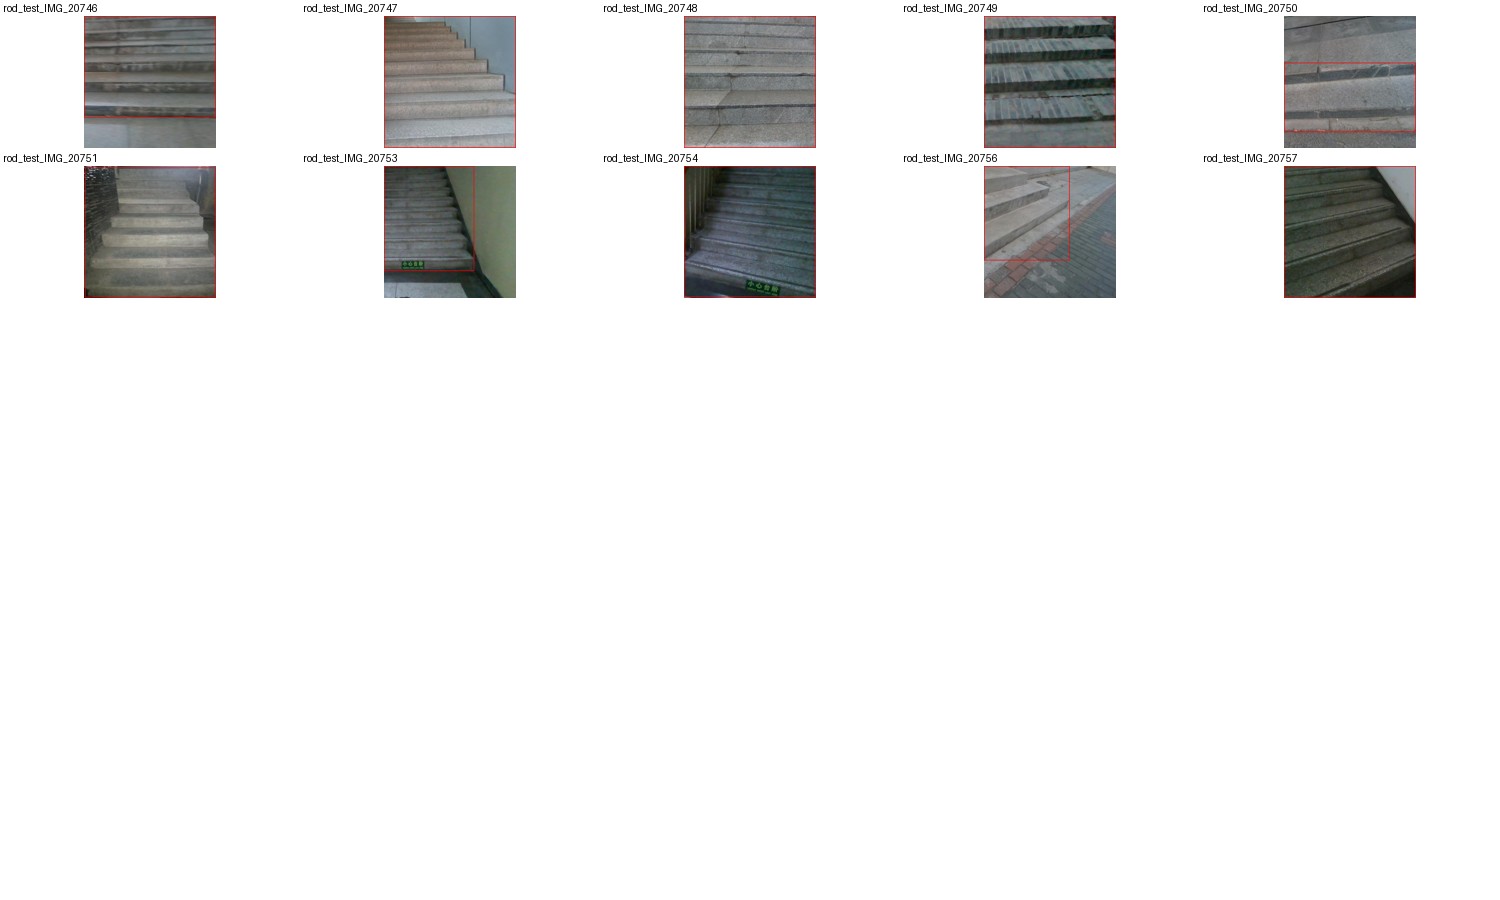 rod_test_IMG_20746
rod_test_IMG_20747
rod_test_IMG_20748
rod_test_IMG_20749
rod_test_IMG_20750
rod_test_IMG_20751
rod_test_IMG_20753
rod_test_IMG_20754
rod_test_IMG_20756
rod_test_IMG_20757